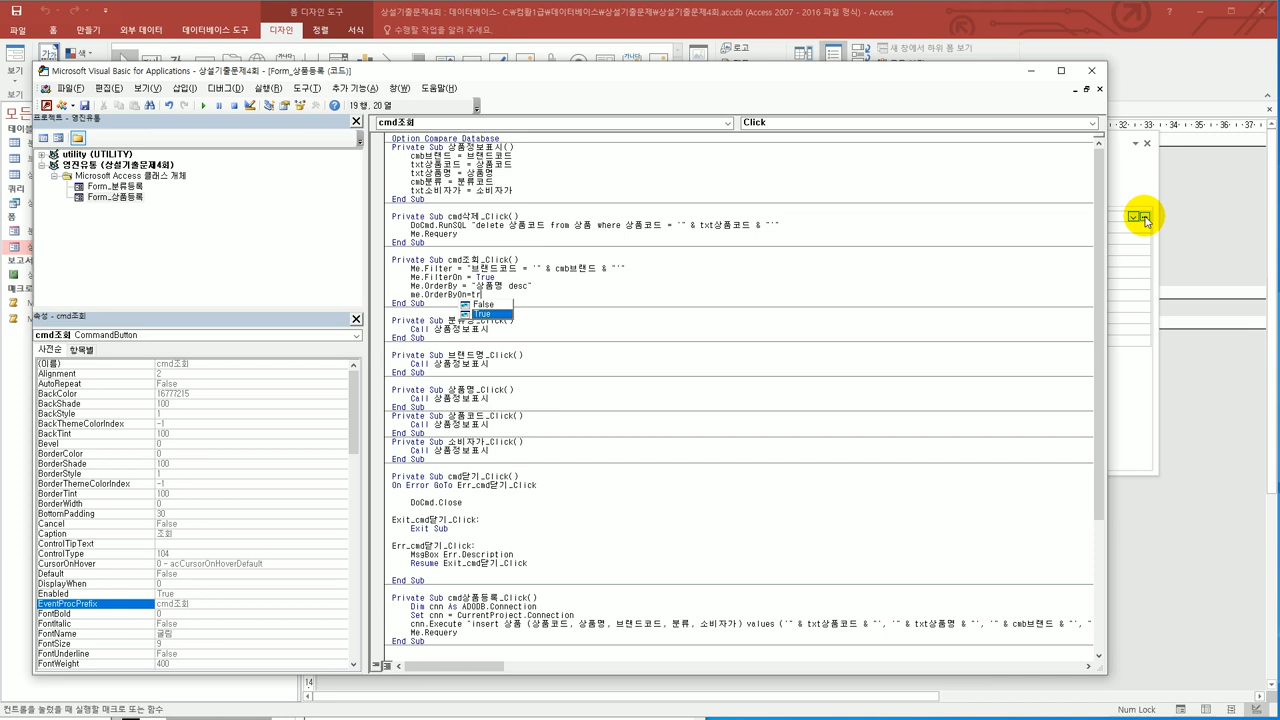 폼 디자인 도구
상설기출문제4회 : 데이터베이스- C:₩컴활1급₩데이터베이스₩상설기출문제₩상설기출문제4회.accdb (Access 2007 - 2016 파일 형식) - Access
파일 홈 만들기 외부 데이터 데이터베이스 도구 디자인 정렬 서식 수행할 작업을 알려 주세요.
보기 가가 색 가나다 로고 새 창에서 하위 폼 보기
Microsoft Visual Basic for Applications - 상설기출문제4회 - [Form_상품등록 (코드)]
파일(F) 편집(E) 보기(V) 삽입(I) 디버그(D) 실행(R) 도구(T) 추가 기능(A) 창(W) 도움말(H)
19 행, 20 열
프로젝트 - 영진유통
utility (UTILITY)
영진유통 (상설기출문제4회)
Microsoft Access 클래스 개체
Form_분류등록
Form_상품등록
속성 - cmd조회
cmd조회 CommandButton
사전순 항목별
(이름) cmd조회
Alignment 2
AutoRepeat False
BackColor 16777215
BackShade 100
BackStyle 1
BackThemeColorIndex -1
BackTint 100
Bevel 0
BorderColor 0
BorderShade 100
BorderStyle 1
BorderThemeColorIndex -1
BorderTint 100
BorderWidth 0
BottomPadding 30
Cancel False
Caption 조회
ControlTipText
ControlType 104
CursorOnHover 0 - acCursorOnHoverDefault
Default False
DisplayWhen 0
Enabled True
EventProcPrefix cmd조회
FontBold 0
FontItalic False
FontName 굴림
FontSize 9
FontUnderline False
FontWeight 400
cmd조회 Click
Option Compare Database
Private Sub 상품정보표시()
cmb브랜드 = 브랜드코드
txt상품코드 = 상품코드
txt상품명 = 상품명
cmb분류 = 분류코드
txt소비자가 = 소비자가
End Sub
Private Sub cmd삭제_Click()
DoCmd.RunSQL "delete from 상품 where 상품코드 = '" & txt상품코드 & "'"
Me.Requery
End Sub
Private Sub cmd조회_Click()
Me.Filter = "브랜드코드 = '" & cmb브랜드 & "'"
Me.FilterOn = True
Me.OrderBy = "상품명 desc"
me.OrderByOn=tr
End Sub
False
True
Call 상품정보표시
End Sub
Private Sub 브랜드명_Click()
Call 상품정보표시
End Sub
Private Sub 상품명_Click()
Call 상품정보표시
End Sub
Private Sub 상품코드_Click()
Call 상품정보표시
End Sub
Private Sub 소비자가_Click()
Call 상품정보표시
End Sub
Private Sub cmd닫기_Click()
On Error GoTo Err_cmd닫기_Click
DoCmd.Close
Exit_cmd닫기_Click:
Exit Sub
Err_cmd닫기_Click:
MsgBox Err.Description
Resume Exit_cmd닫기_Click
End Sub
Private Sub cmd상품등록_Click()
Dim cnn As ADODB.Connection
Set cnn = CurrentProject.Connection
cnn.Execute "insert 상품 (상품코드, 상품명, 브랜드코드, 분류, 소비자가) values ('" & txt상품코드 & "', '" & txt상품명 & "', '" & cmb브랜드 & "', "
Me.Requery
End Sub
32 33 34 35 36 37
14
컨트롤을 눌렀을 때 실행할 매크로 또는 함수
Num Lock